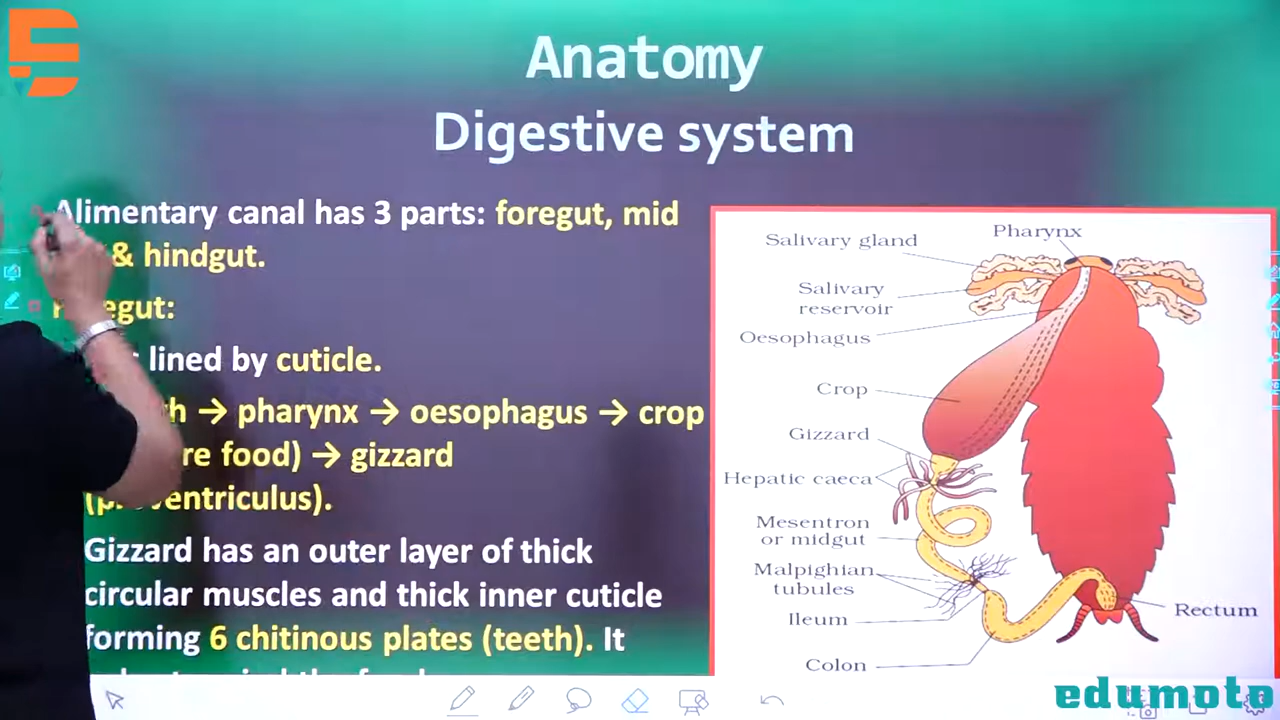 Anatomy
Digestive system
Alimentary canal has 3 parts: foregut, mid
& hindgut.
lined by cuticle.
→ pharynx → oesophagus → crop
food) → gizzard
Gizzard has an outer layer of thick
circular muscles and thick inner cuticle
forming 6 chitinous plates (teeth). It
Salivary gland
Pharynx
Salivary
reservoir
Oesophagus
Crop
Gizzard
Hepatic caeca
Mesentron
or midgut
Malpighian
tubules
Ileum
Colon
Rectum
edumoto